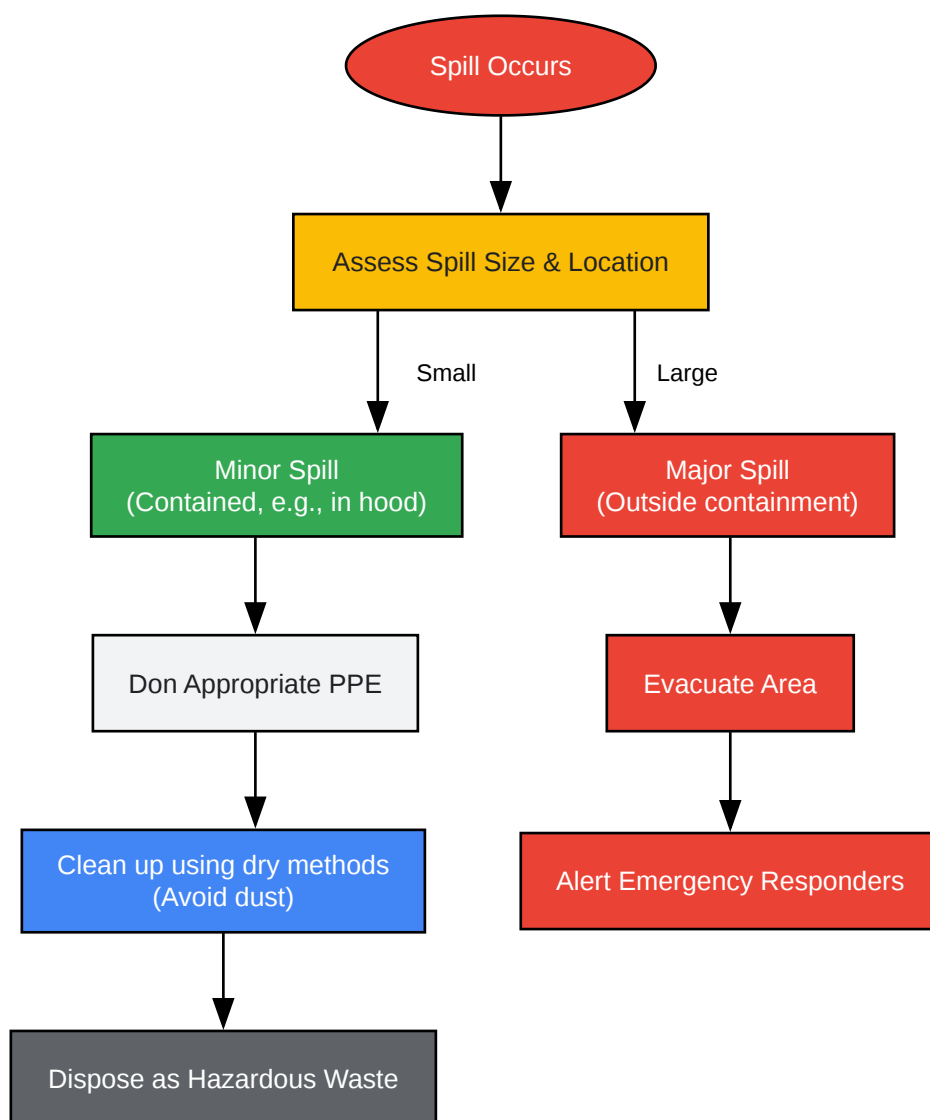 Spill Occurs
Assess Spill Size & Location
Small
Large
Minor Spill
(Contained, e.g., in hood)
Major Spill
(Outside containment)
Don Appropriate PPE
Evacuate Area
Clean up using dry methods
(Avoid dust)
Alert Emergency Responders
Dispose as Hazardous Waste